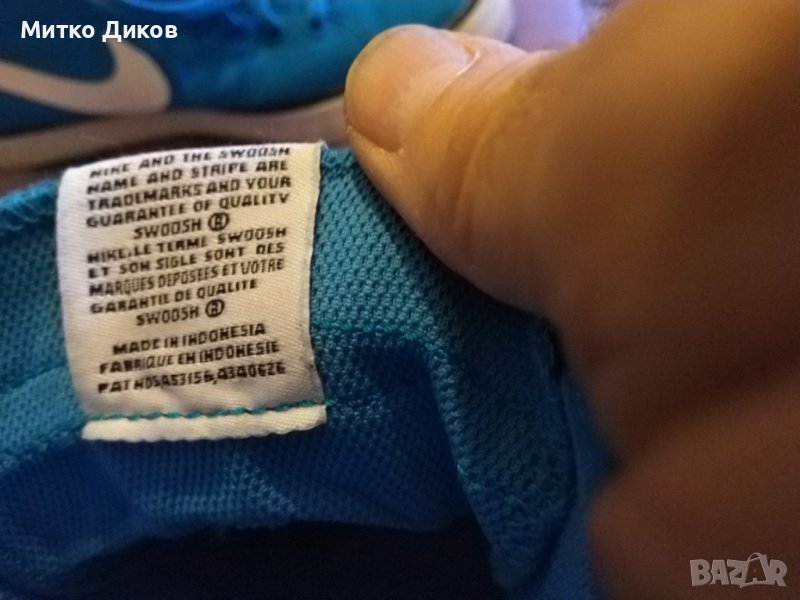 Митко Диков
NIKE AND THE SWOOSH
NAME AND STRIPE ARE
TRADEMARKS AND YOUR
GUARANTEE OF QUALITY
SWOOSH ®
NIKE, LE TERME SWOOSH
ET SON SIGLE SONT DES
MARQUES DEPOSEES ET VOTRE
GARANTIE DE QUALITE
SWOOSH ®
MADE IN INDONESIA
FABRIQUE EN INDONESIE
PAT NOSA53156,4340626
BAZAR